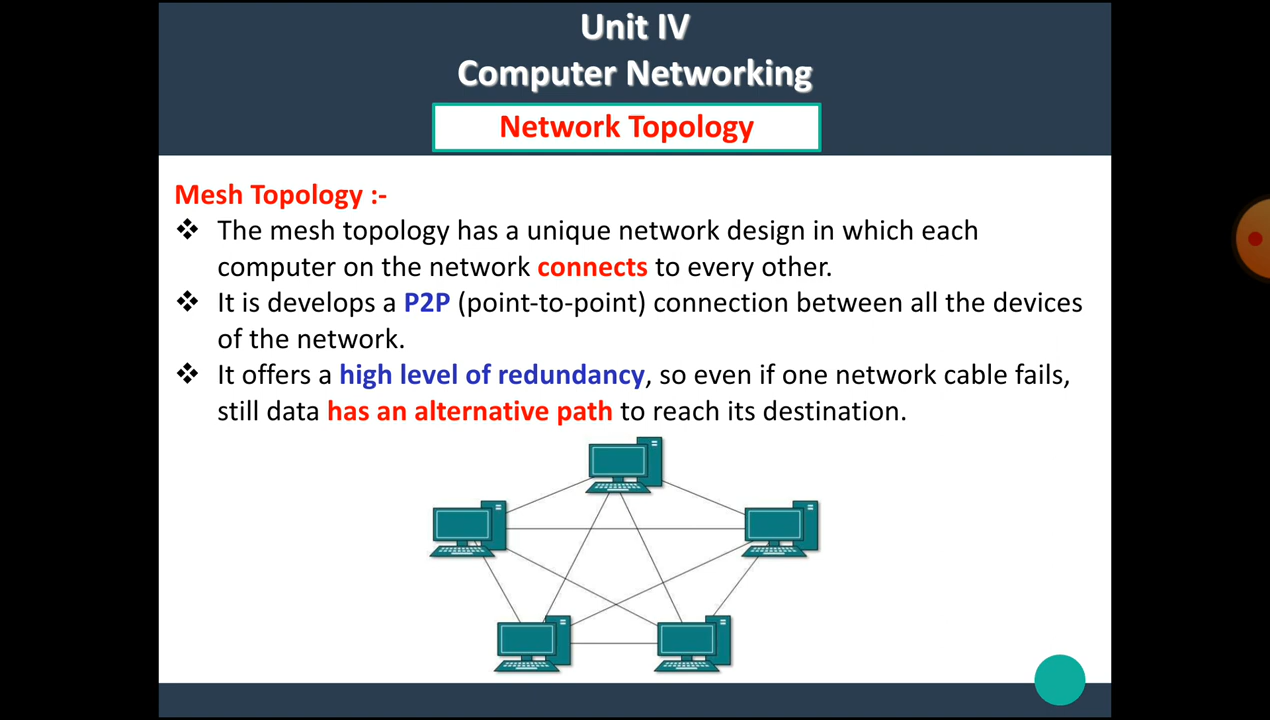 Unit IV
Computer Networking
Network Topology
Mesh Topology :-
❖ The mesh topology has a unique network design in which each
computer on the network connects to every other.
❖ It is develops a P2P (point-to-point) connection between all the devices
of the network.
❖ It offers a high level of redundancy, so even if one network cable fails,
still data has an alternative path to reach its destination.